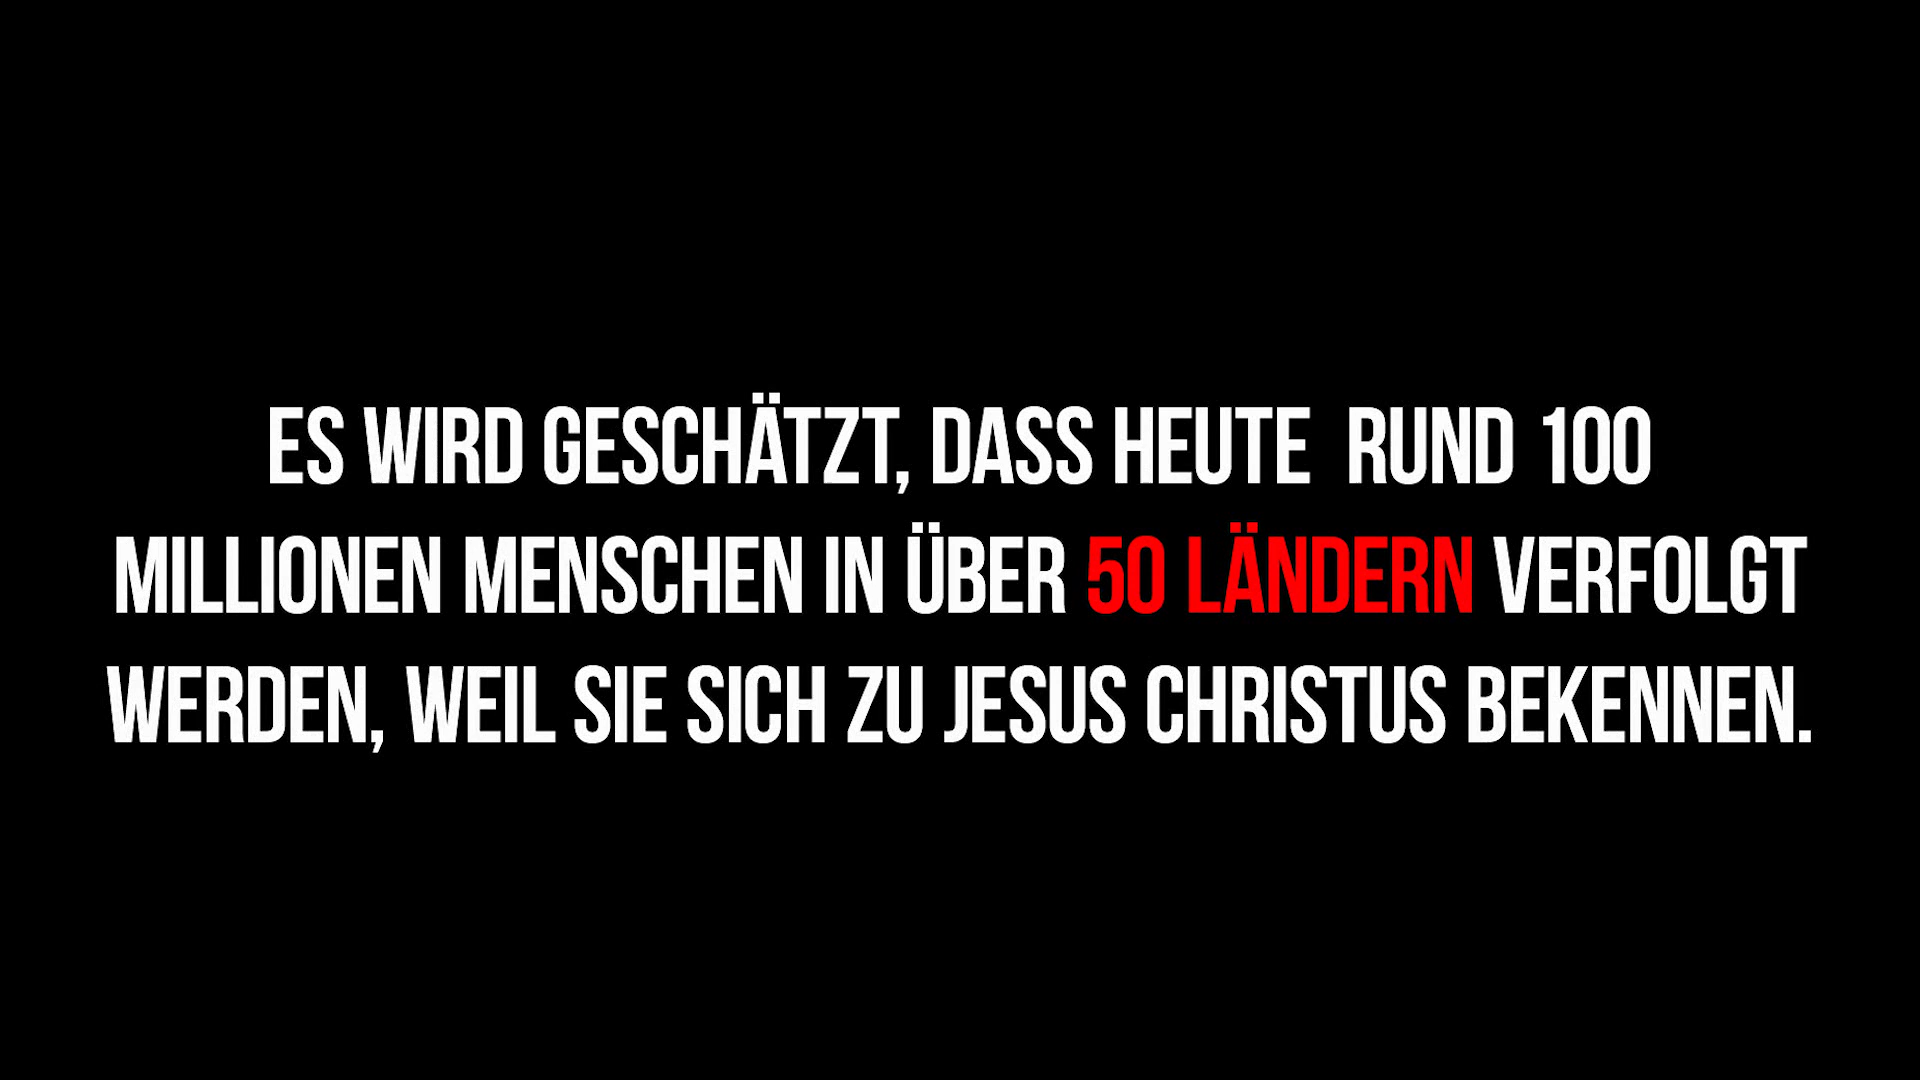 ES WIRD GESCHÄTZT, DASS HEUTE  RUND 100
MILLIONEN MENSCHEN IN ÜBER 50 LÄNDERN VERFOLGT
WERDEN, WEIL SIE SICH ZU JESUS CHRISTUS BEKENNEN.